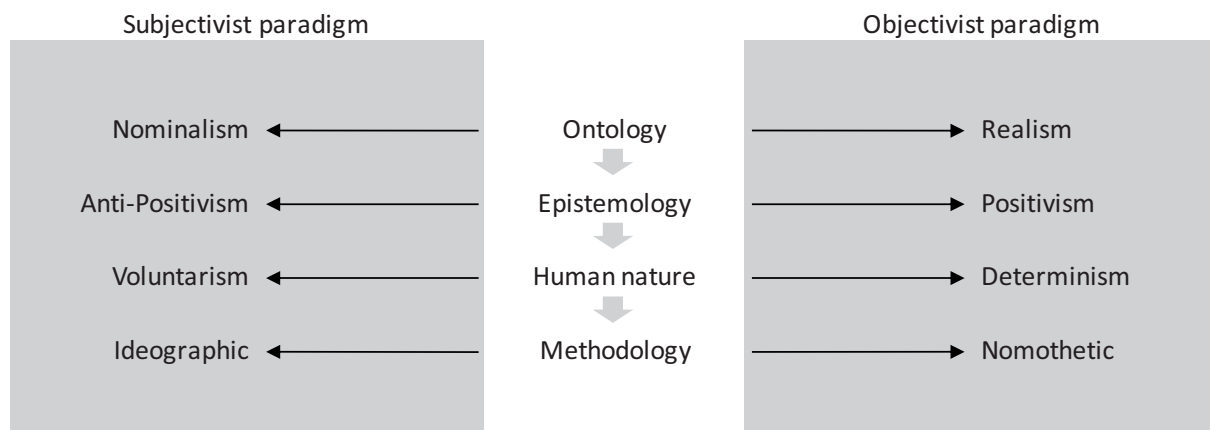 Subjectivist paradigm Objectivist paradigm
Nominalism Ontology Realism
Anti-Positivism Epistemology Positivism
Voluntarism Human nature Determinism
Ideographic Methodology Nomothetic